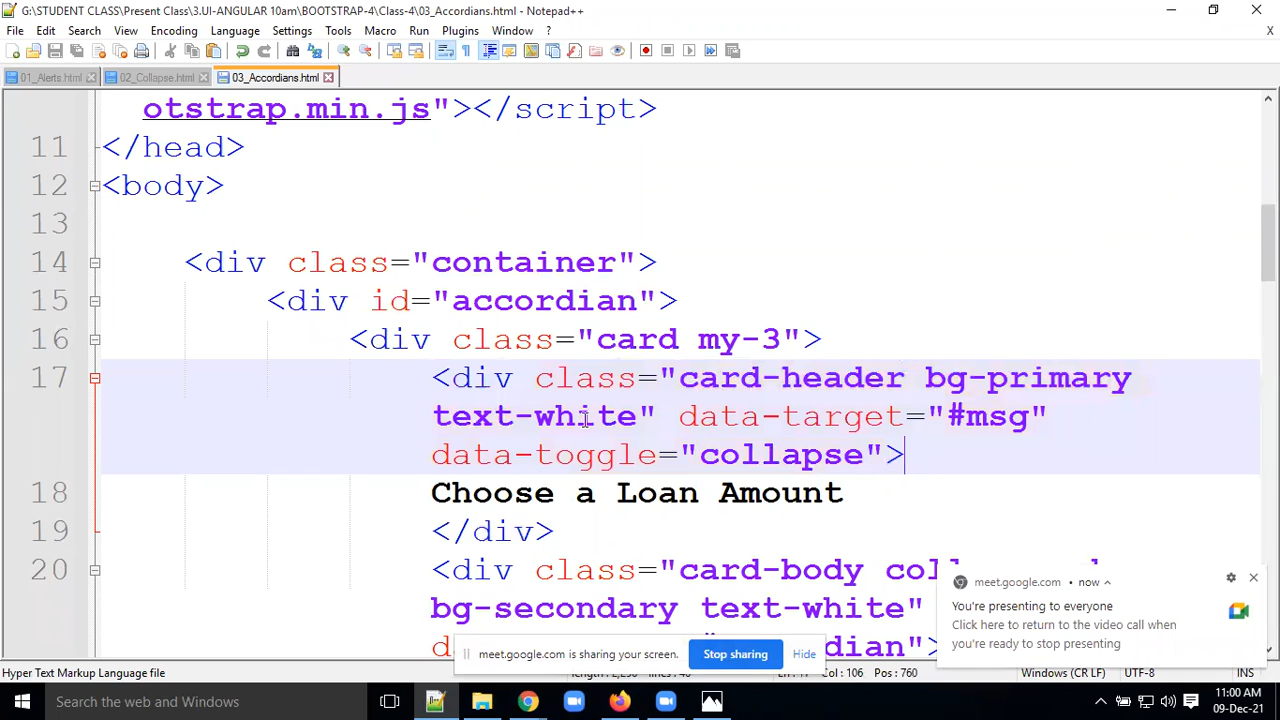 G:\STUDENT CLASS\Present Class\3.UI-ANGULAR 10am\BOOTSTRAP-4\Class-4\03_Accordians.html - Notepad++
File Edit Search View Encoding Language Settings Tools Macro Run Plugins Window ? X
01_Alerts.html 02_Collapse.html 03_Accordians.html
otstrap.min.js"></script>
11 </head>
12 <body>
13
14 <div class="container">
15 <div id="accordian">
16 <div class="card my-3">
17 <div class="card-header bg-primary
text-white" data-target="#msg"
data-toggle="collapse">
18 Choose a Loan Amount
19 </div>
20 <div class="card-body
bg-secondary text-white"
meet.google.com • now
You're presenting to everyone
Click here to return to the video call when
you're ready to stop presenting
meet.google.com is sharing your screen. Stop sharing Hide
Hyper Text Markup Language file Col : 106 Pos : 760 Windows (CR LF) UTF-8 INS
Type here to search
11:00 AM
09-Dec-21